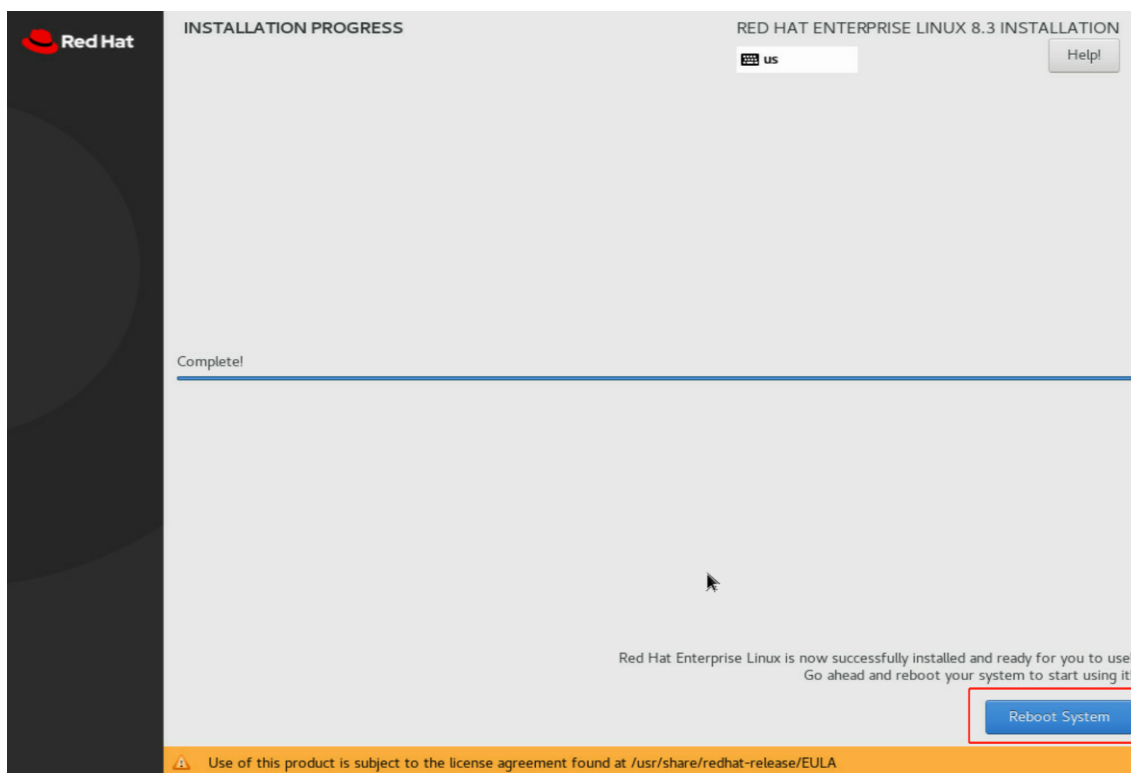 Red Hat
INSTALLATION PROGRESS
RED HAT ENTERPRISE LINUX 8.3 INSTALLATION
us
Help!
Complete!
Red Hat Enterprise Linux is now successfully installed and ready for you to use!
Go ahead and reboot your system to start using it!
Reboot System
Use of this product is subject to the license agreement found at /usr/share/redhat-release/EULA